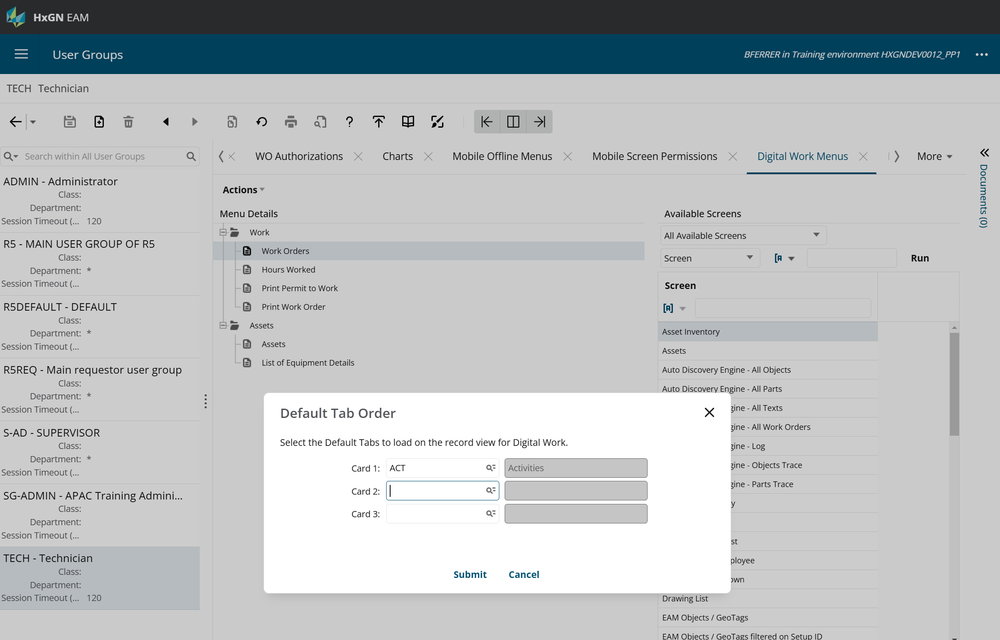 HxGN EAM
User Groups
BFERRER in Training environment HXGNDEV0012_PP1
TECH Technician
Search within All User Groups
WO Authorizations
Charts
Mobile Offline Menus
Mobile Screen Permissions
Digital Work Menus
More
Documents (0)
ADMIN - Administrator
Class:
Department:
Session Timeout (... 120
R5 - MAIN USER GROUP OF R5
Class:
Department: *
Session Timeout (...
R5DEFAULT - DEFAULT
Class:
Department: *
Session Timeout (...
R5REQ - Main requestor user group
Class:
Department: *
Session Timeout (...
S-AD - SUPERVISOR
Class:
Department: *
Session Timeout (...
SG-ADMIN - APAC Training Admini...
Class:
Department:
Session Timeout (...
TECH - Technician
Class:
Department:
Session Timeout (... 120
Actions
Menu Details
Work
Work Orders
Hours Worked
Print Permit to Work
Print Work Order
Assets
Assets
List of Equipment Details
Available Screens
All Available Screens
Screen
Run
Screen
Asset Inventory
Assets
Auto Discovery Engine - All Objects
Auto Discovery Engine - All Parts
gine - All Texts
gine - All Work Orders
gine - Log
gine - Objects Trace
gine - Parts Trace
y
st
ployee
own
Drawing List
EAM Objects / GeoTags
EAM Objects / GeoTags filtered on Setup ID
Default Tab Order
Select the Default Tabs to load on the record view for Digital Work.
Card 1: ACT Activities
Card 2:
Card 3:
Submit Cancel